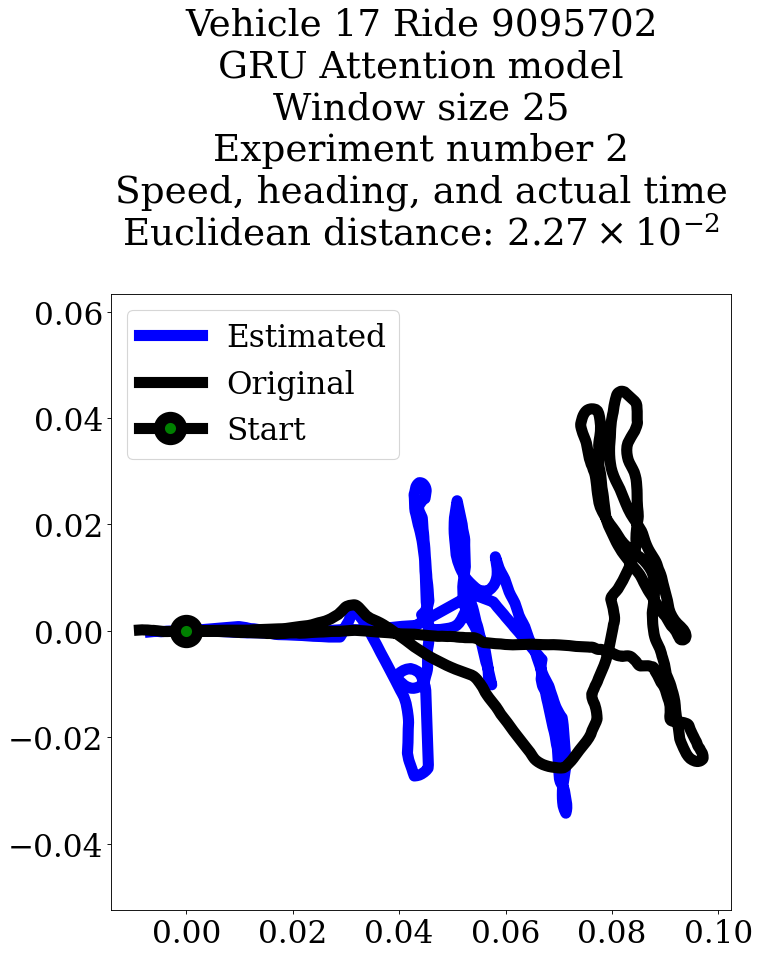 Vehicle 17 Ride 9095702
GRU Attention model
Window size 25
Experiment number 2
Speed, heading, and actual time
Euclidean distance: 2.27 × 10⁻²
0.06
0.04
0.02
0.00
−0.02
−0.04
Estimated
Original
Start
0.00 0.02 0.04 0.06 0.08 0.10